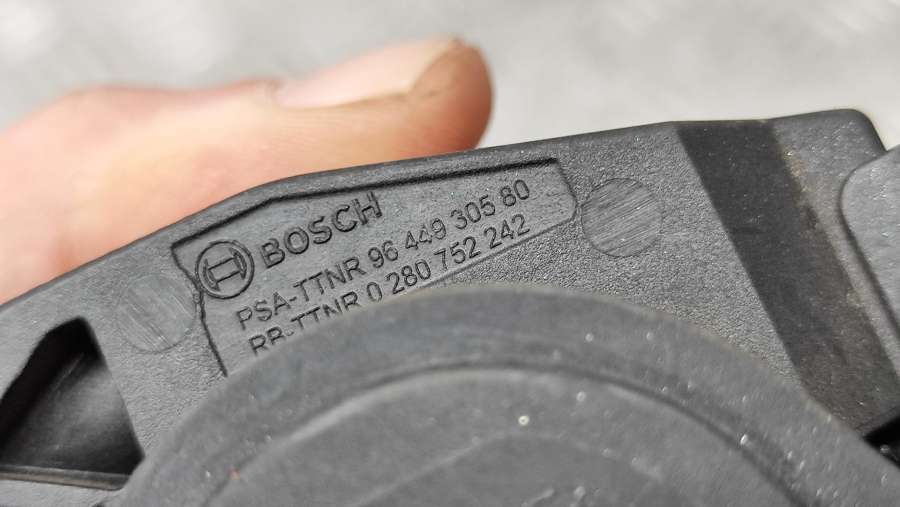 BOSCH
PSA-TTNR 96 449 305 80
RB-TTNR 0 280 752 242